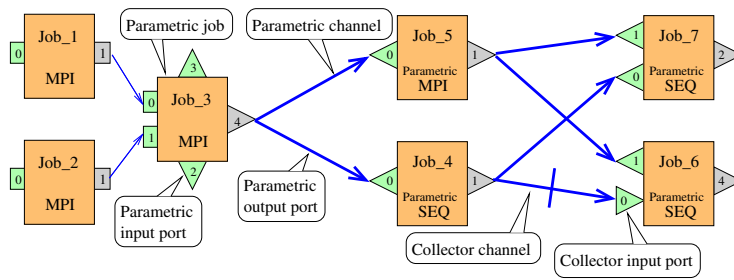 Parametric job
Parametric channel
Job_1
0
1
MPI
Job_2
0
1
MPI
3
Job_3
0
1
MPI
4
2
Parametric
input port
Parametric
output port
Job_5
0
1
Parametric
MPI
Job_4
0
1
Parametric
SEQ
Job_7
1
0
2
Parametric
SEQ
Job_6
1
0
4
Parametric
SEQ
Collector channel
Collector input port